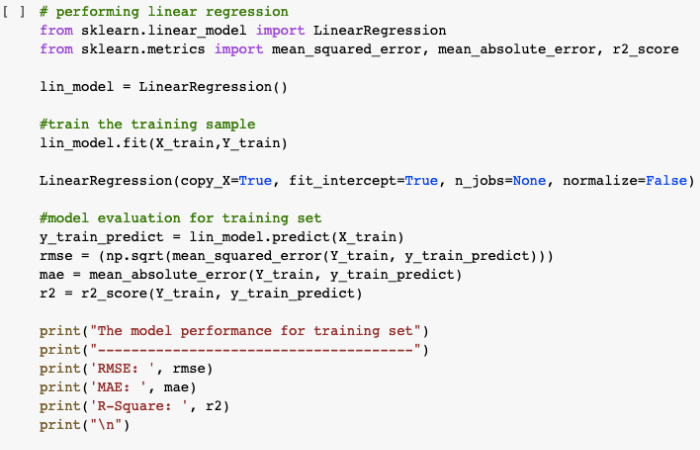 [ ] # performing linear regression
from sklearn.linear_model import LinearRegression
from sklearn.metrics import mean_squared_error, mean_absolute_error, r2_score
lin_model = LinearRegression()
#train the training sample
lin_model.fit(X_train,Y_train)
LinearRegression(copy_X=True, fit_intercept=True, n_jobs=None, normalize=False)
#model evaluation for training set
y_train_predict = lin_model.predict(X_train)
rmse = (np.sqrt(mean_squared_error(Y_train, y_train_predict)))
mae = mean_absolute_error(Y_train, y_train_predict)
r2 = r2_score(Y_train, y_train_predict)
print("The model performance for training set")
print("--------------------------------------")
print('RMSE: ', rmse)
print('MAE: ', mae)
print('R-Square: ', r2)
print("\n")